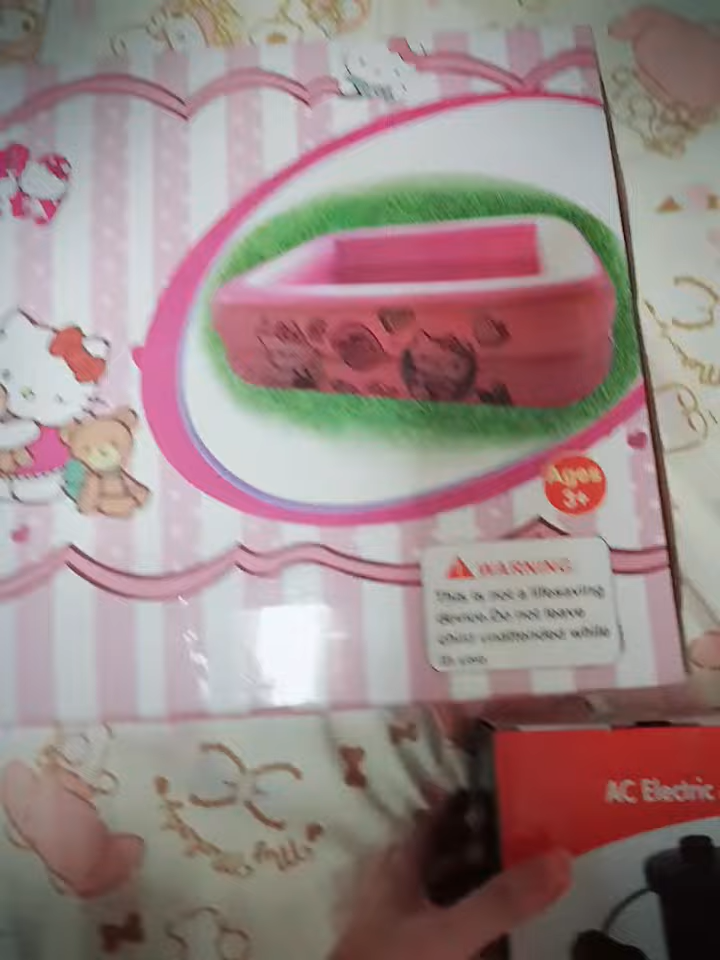 Ages
3+
WARNING
This is not a lifesaving
device.Do not leave
child unattended while
in use.
AC Electric